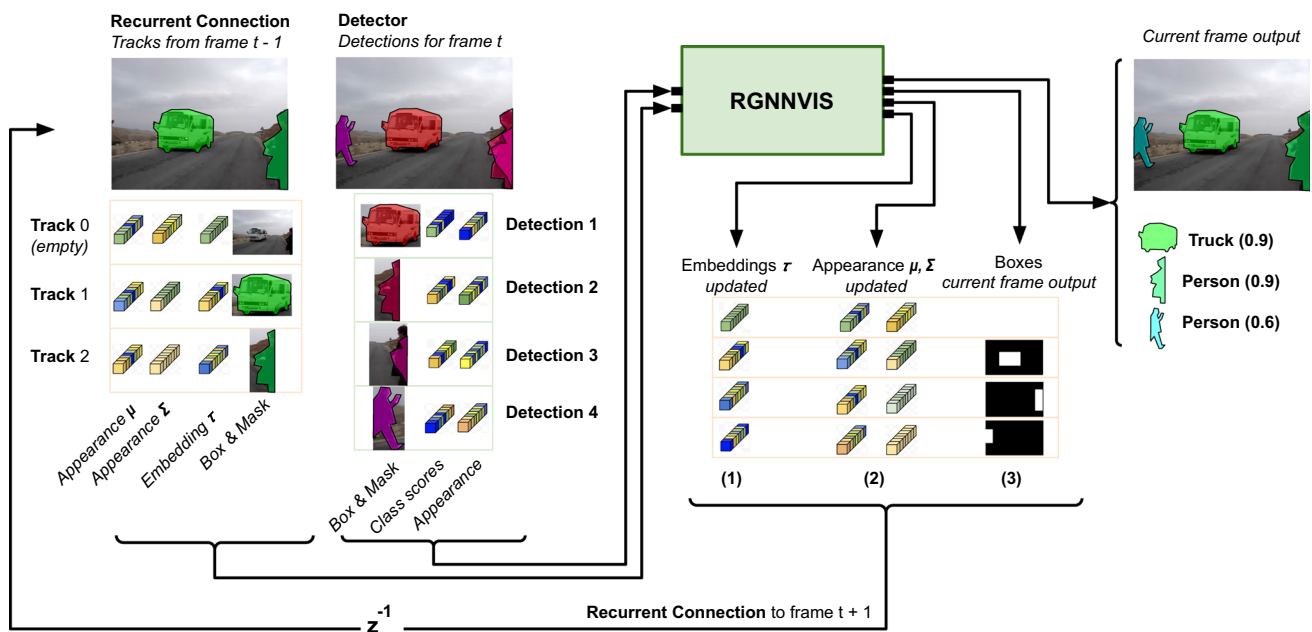 Recurrent Connection
Tracks from frame t - 1
Detector
Detections for frame t
Current frame output
RGNNVIS
Track 0
(empty)
Track 1
Track 2
Appearance μ
Appearance Σ
Embedding τ
Box & Mask
Detection 1
Detection 2
Detection 3
Detection 4
Box & Mask
Class scores
Appearance
Embeddings τ
updated
Appearance μ, Σ
updated
Boxes
current frame output
(1)
(2)
(3)
Truck (0.9)
Person (0.9)
Person (0.6)
Recurrent Connection to frame t + 1
z-1